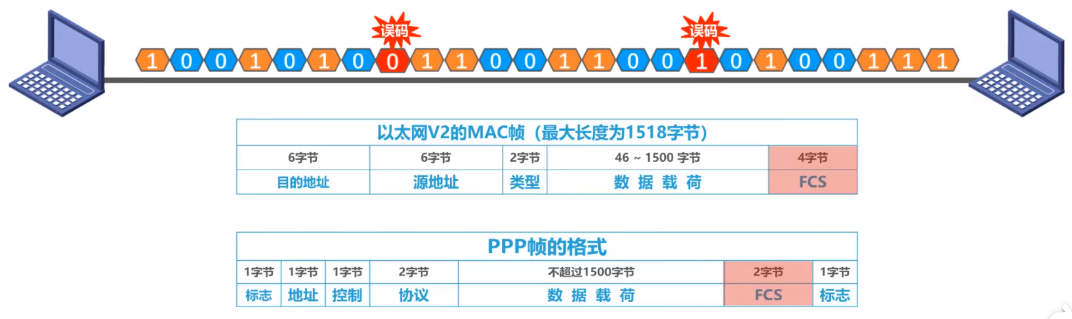 误码 误码
1 0 0 1 0 1 0 0 1 1 0 0 1 1 0 0 1 0 1 0 0 1 1 1
以太网V2的MAC帧（最大长度为1518字节）
6字节 6字节 2字节 46 ~ 1500 字节 4字节
目的地址 源地址 类型 数 据 载 荷 FCS
PPP帧的格式
1字节 1字节 1字节 2字节 不超过1500字节 2字节 1字节
标志 地址 控制 协议 数 据 载 荷 FCS 标志